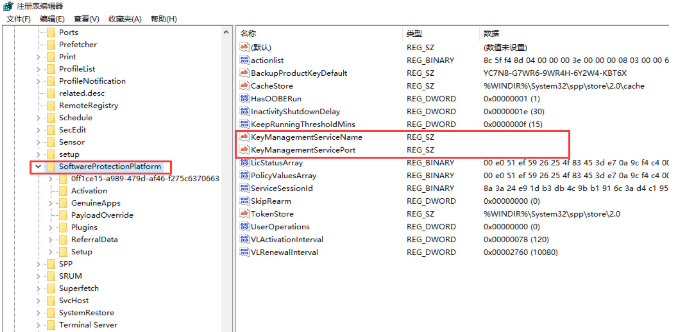 注册表编辑器
文件(F) 编辑(E) 查看(V) 收藏夹(A) 帮助(H)
Ports
Prefetcher
Print
ProfileList
ProfileNotification
related.desc
RemoteRegistry
Schedule
SecEdit
Sensor
setup
SoftwareProtectionPlatform
0ff1ce15-a989-479d-af46-f275c6370663
Activation
GenuineApps
PayloadOverride
Plugins
ReferralData
Setup
SPP
SRUM
Superfetch
SvcHost
SystemRestore
Terminal Server
名称 类型 数据
(默认) REG_SZ (数值未设置)
actionlist REG_BINARY 8c 5f f4 8d 04 00 00 00 3e 00 00 00 08 03 00 00 6
BackupProductKeyDefault REG_SZ YC7N8-G7WR6-9WR4H-6Y2W4-KBT6X
CacheStore REG_SZ %WINDIR%\System32\spp\store\2.0\cache
HasOOBERun REG_DWORD 0x00000001 (1)
InactivityShutdownDelay REG_DWORD 0x0000001e (30)
KeepRunningThresholdMins REG_DWORD 0x0000000f (15)
KeyManagementServiceName REG_SZ
KeyManagementServicePort REG_SZ
LicStatusArray REG_BINARY 00 e0 51 ef 59 26 25 4f 83 45 3d e7 0a 9c f4 c4 00
PolicyValuesArray REG_BINARY 00 e0 51 ef 59 26 25 4f 83 45 3d e7 0a 9c f4 c4 00
ServiceSessionId REG_BINARY 8a 3a 24 e9 1d b3 db 4c 9b b1 91 6c 3a d4 c1 95
SkipRearm REG_DWORD 0x00000000 (0)
TokenStore REG_SZ %WINDIR%\System32\spp\store\2.0
UserOperations REG_DWORD 0x00000000 (0)
VLActivationInterval REG_DWORD 0x00000078 (120)
VLRenewalInterval REG_DWORD 0x00002760 (10080)